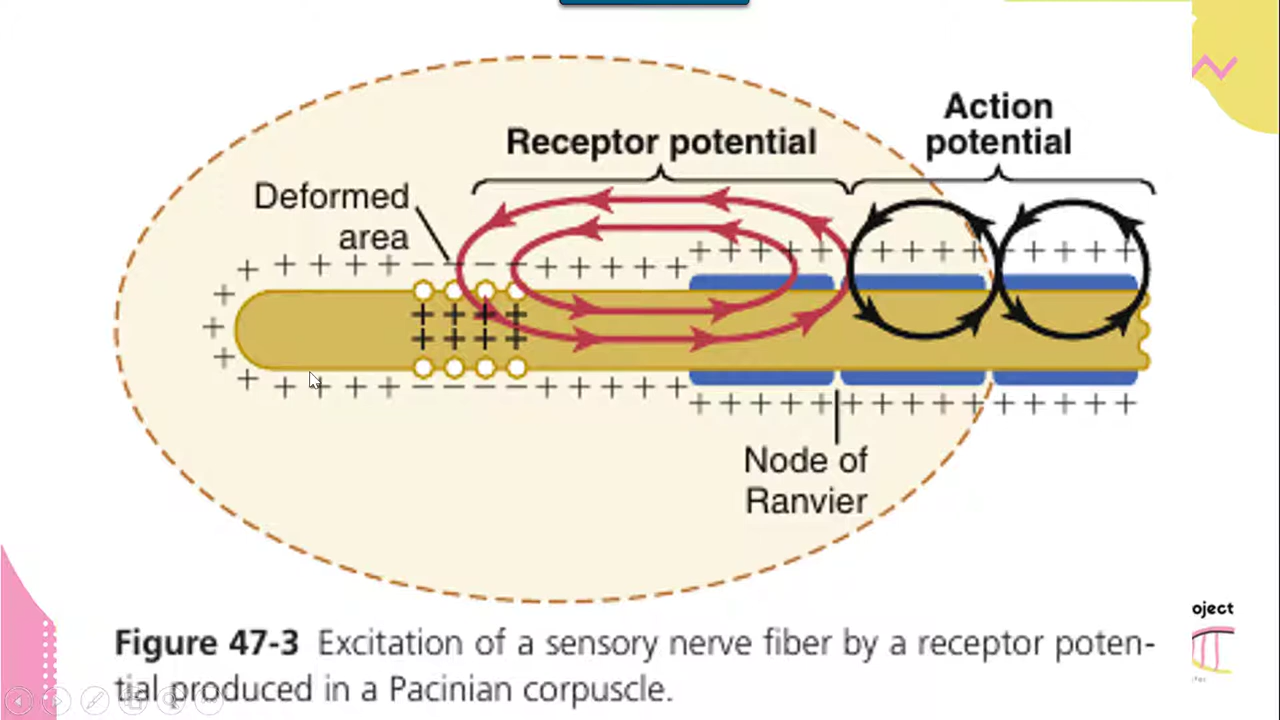 Action
potential
Receptor potential
Deformed
area
Node of
Ranvier
Figure 47-3 Excitation of a sensory nerve fiber by a receptor poten-
tial produced in a Pacinian corpuscle.
oject